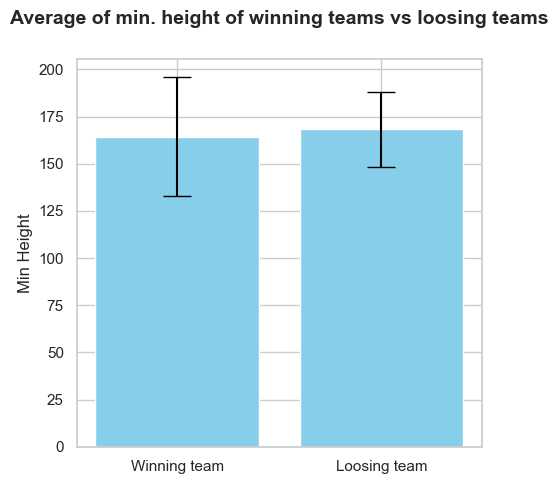 Average of min. height of winning teams vs loosing teams
200
175
150
125
100
75
50
25
0
Min Height
Winning team
Loosing team